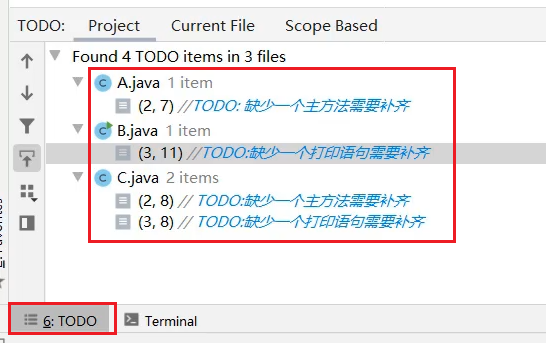 TODO: Project Current File Scope Based
Found 4 TODO items in 3 files
A.java 1 item
(2, 7) //TODO: 缺少一个主方法需要补齐
B.java 1 item
(3, 11) //TODO:缺少一个打印语句需要补齐
C.java 2 items
(2, 8) // TODO:缺少一个主方法需要补齐
(3, 8) // TODO:缺少一个打印语句需要补齐
6: TODO Terminal